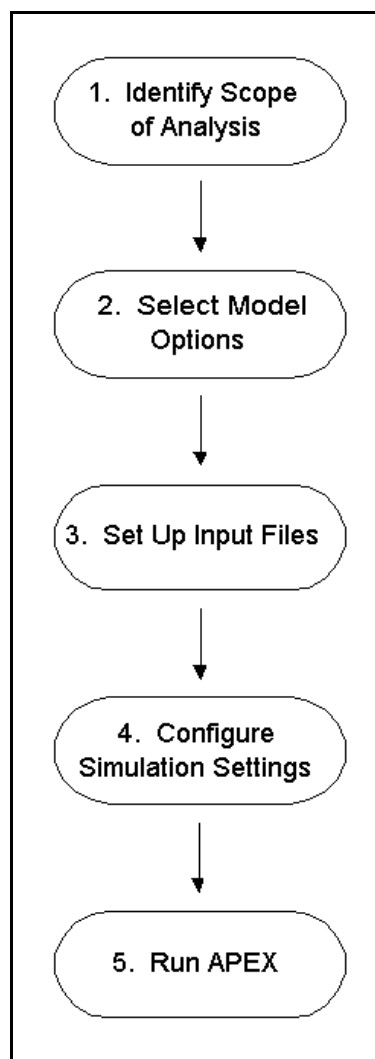 1. Identify Scope
of Analysis
2. Select Model
Options
3. Set Up Input Files
4. Configure
Simulation Settings
5. Run APEX